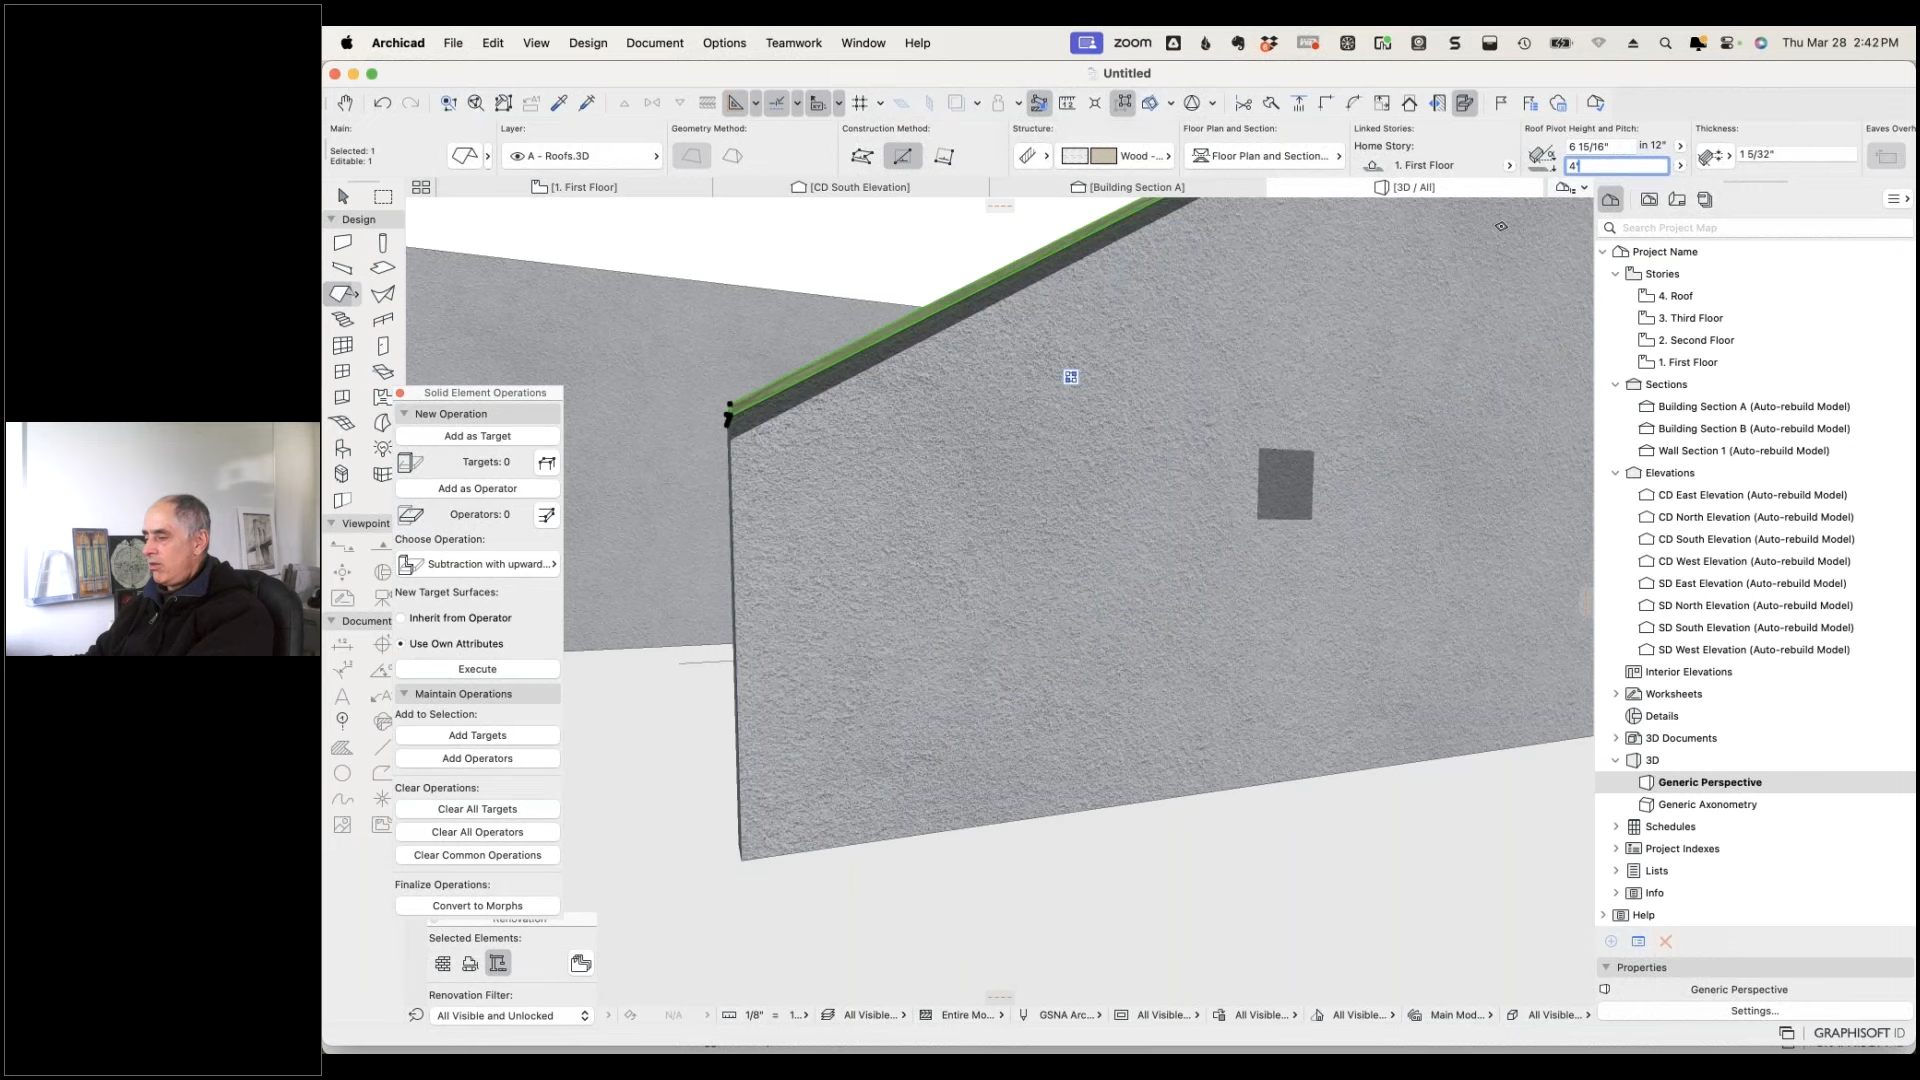 Archicad File Edit View Design Document Options Teamwork Window Help
zoom
Thu Mar 28 2:42 PM
Untitled
Main:
Selected: 1
Editable: 1
Layer:
A - Roofs.3D
Geometry Method:
Construction Method:
Structure:
Wood -...
Floor Plan and Section:
Floor Plan and Section...
Linked Stories:
Home Story:
1. First Floor
Roof Pivot Height and Pitch:
6 15/16"
in 12"
4'
Thickness:
1 5/32"
Eaves Overh
[1. First Floor]
[CD South Elevation]
[Building Section A]
[3D / All]
Design
Viewpoint
Document
Solid Element Operations
New Operation
Add as Target
Targets: 0
Add as Operator
Operators: 0
Choose Operation:
Subtraction with upward...
New Target Surfaces:
Inherit from Operator
Use Own Attributes
Execute
Maintain Operations
Add to Selection:
Add Targets
Add Operators
Clear Operations:
Clear All Targets
Clear All Operators
Clear Common Operations
Finalize Operations:
Convert to Morphs
Renovation
Selected Elements:
Renovation Filter:
All Visible and Unlocked
N/A
1/8" = 1...
All Visible...
Entire Mo...
GSNA Arc...
All Visible...
All Visible...
All Visible...
Main Mod...
All Visible...
Search Project Map
Project Name
Stories
4. Roof
3. Third Floor
2. Second Floor
1. First Floor
Sections
Building Section A (Auto-rebuild Model)
Building Section B (Auto-rebuild Model)
Wall Section 1 (Auto-rebuild Model)
Elevations
CD East Elevation (Auto-rebuild Model)
CD North Elevation (Auto-rebuild Model)
CD South Elevation (Auto-rebuild Model)
CD West Elevation (Auto-rebuild Model)
SD East Elevation (Auto-rebuild Model)
SD North Elevation (Auto-rebuild Model)
SD South Elevation (Auto-rebuild Model)
SD West Elevation (Auto-rebuild Model)
Interior Elevations
Worksheets
Details
3D Documents
3D
Generic Perspective
Generic Axonometry
Schedules
Project Indexes
Lists
Info
Help
Properties
Generic Perspective
Settings...
GRAPHISOFT ID